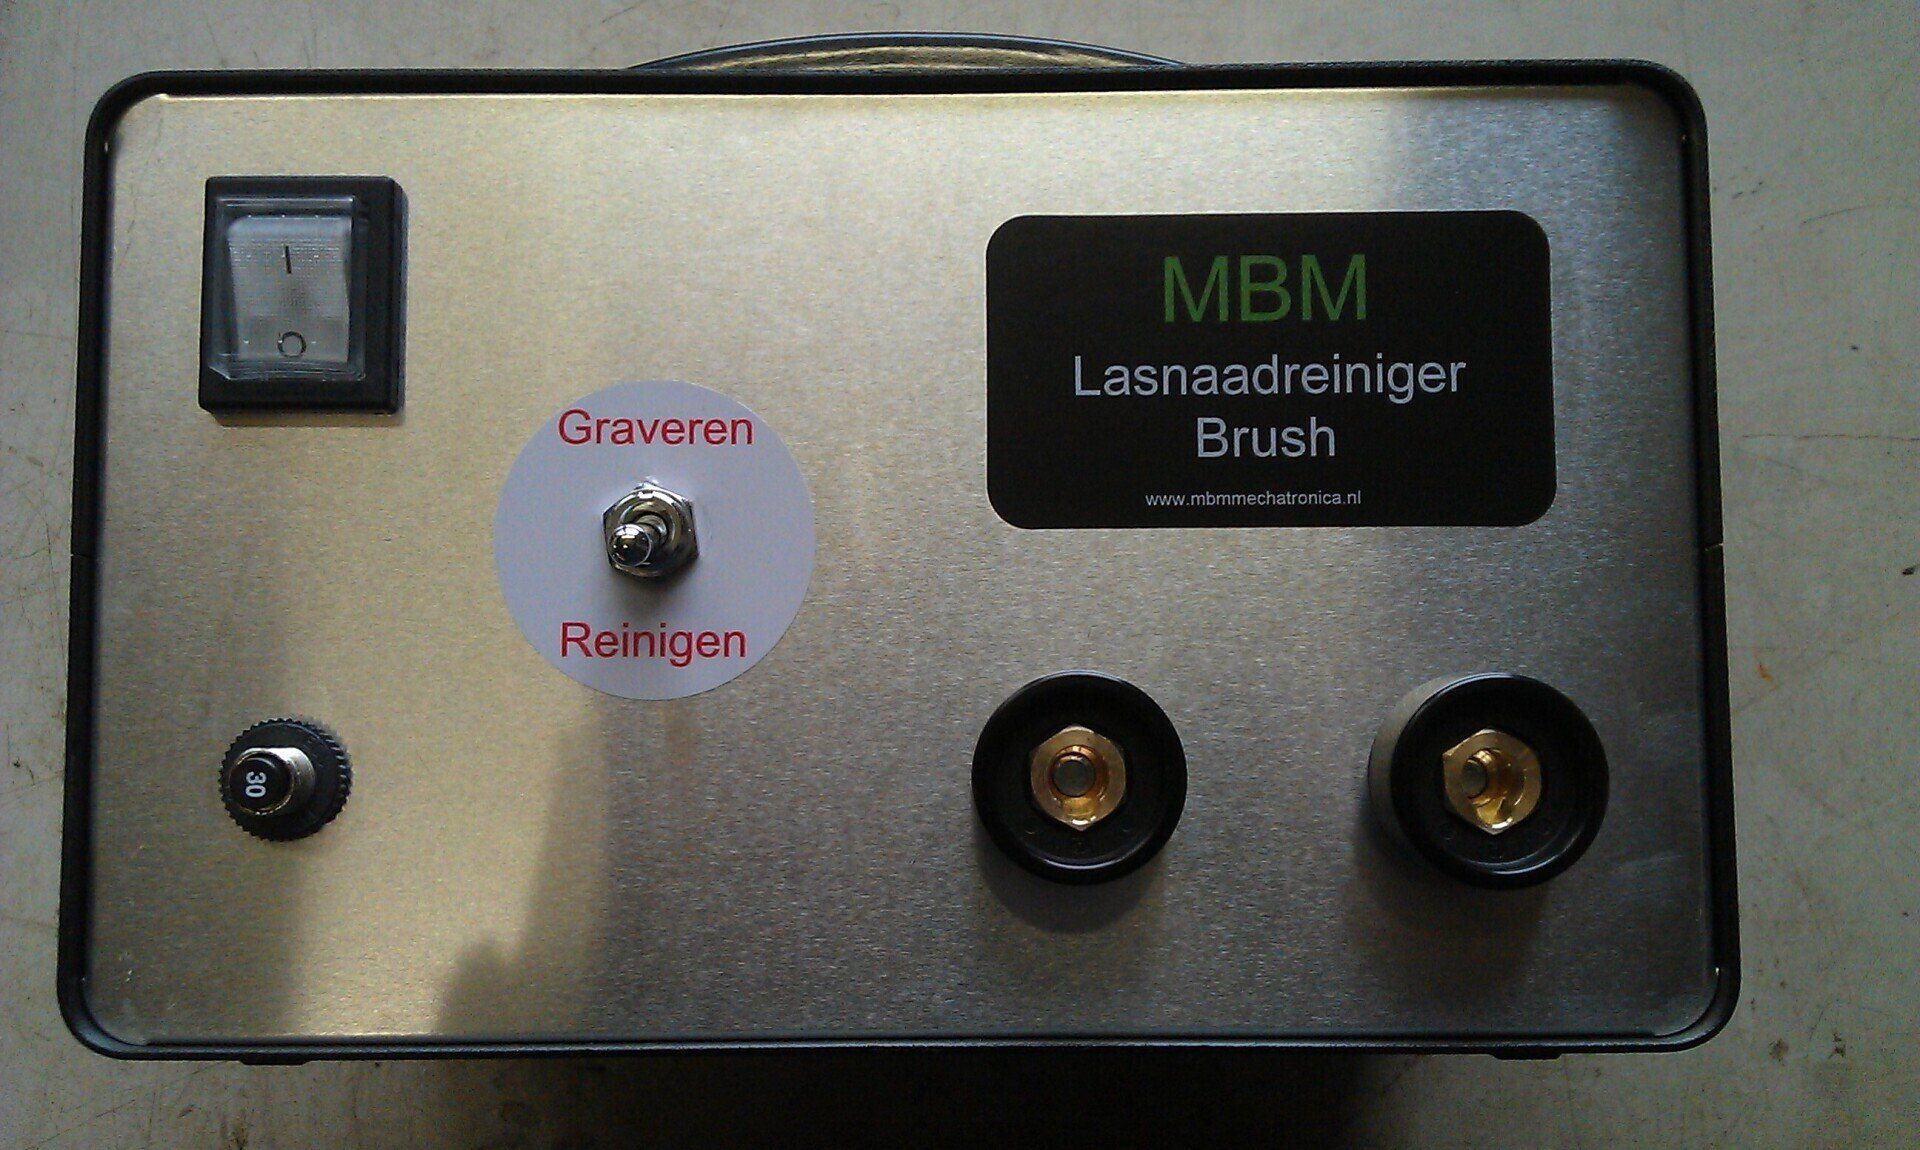 I
O
MBM
Lasnaadreiniger
Brush
www.mbmmechatronica.nl
Graveren
Reinigen
30